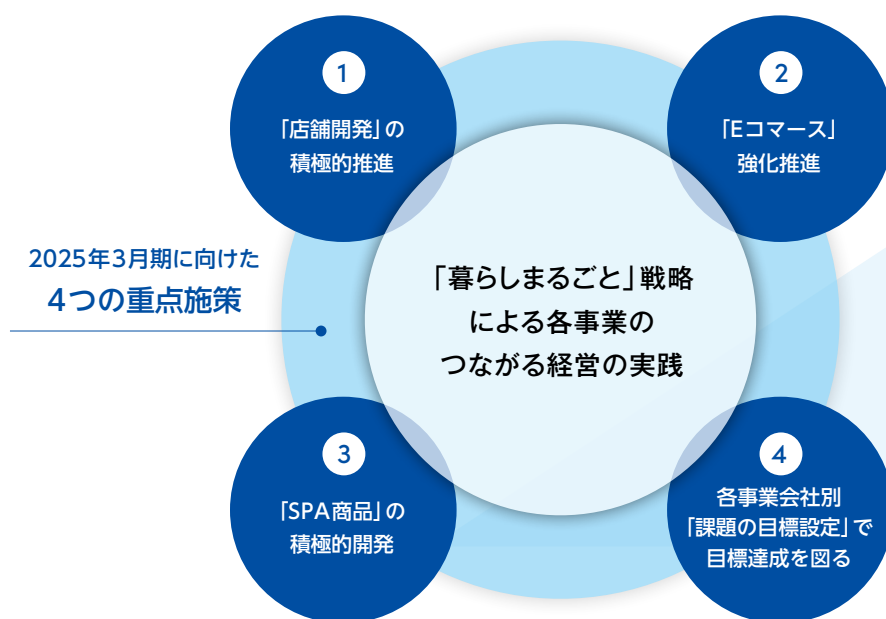 1
「店舗開発」の
積極的推進
2
「Eコマース」
強化推進
2025年3月期に向けた
4つの重点施策
「暮らしまるごと」戦略
による各事業の
つながる経営の実践
3
「SPA商品」の
積極的開発
4
各事業会社別
「課題の目標設定」で
目標達成を図る